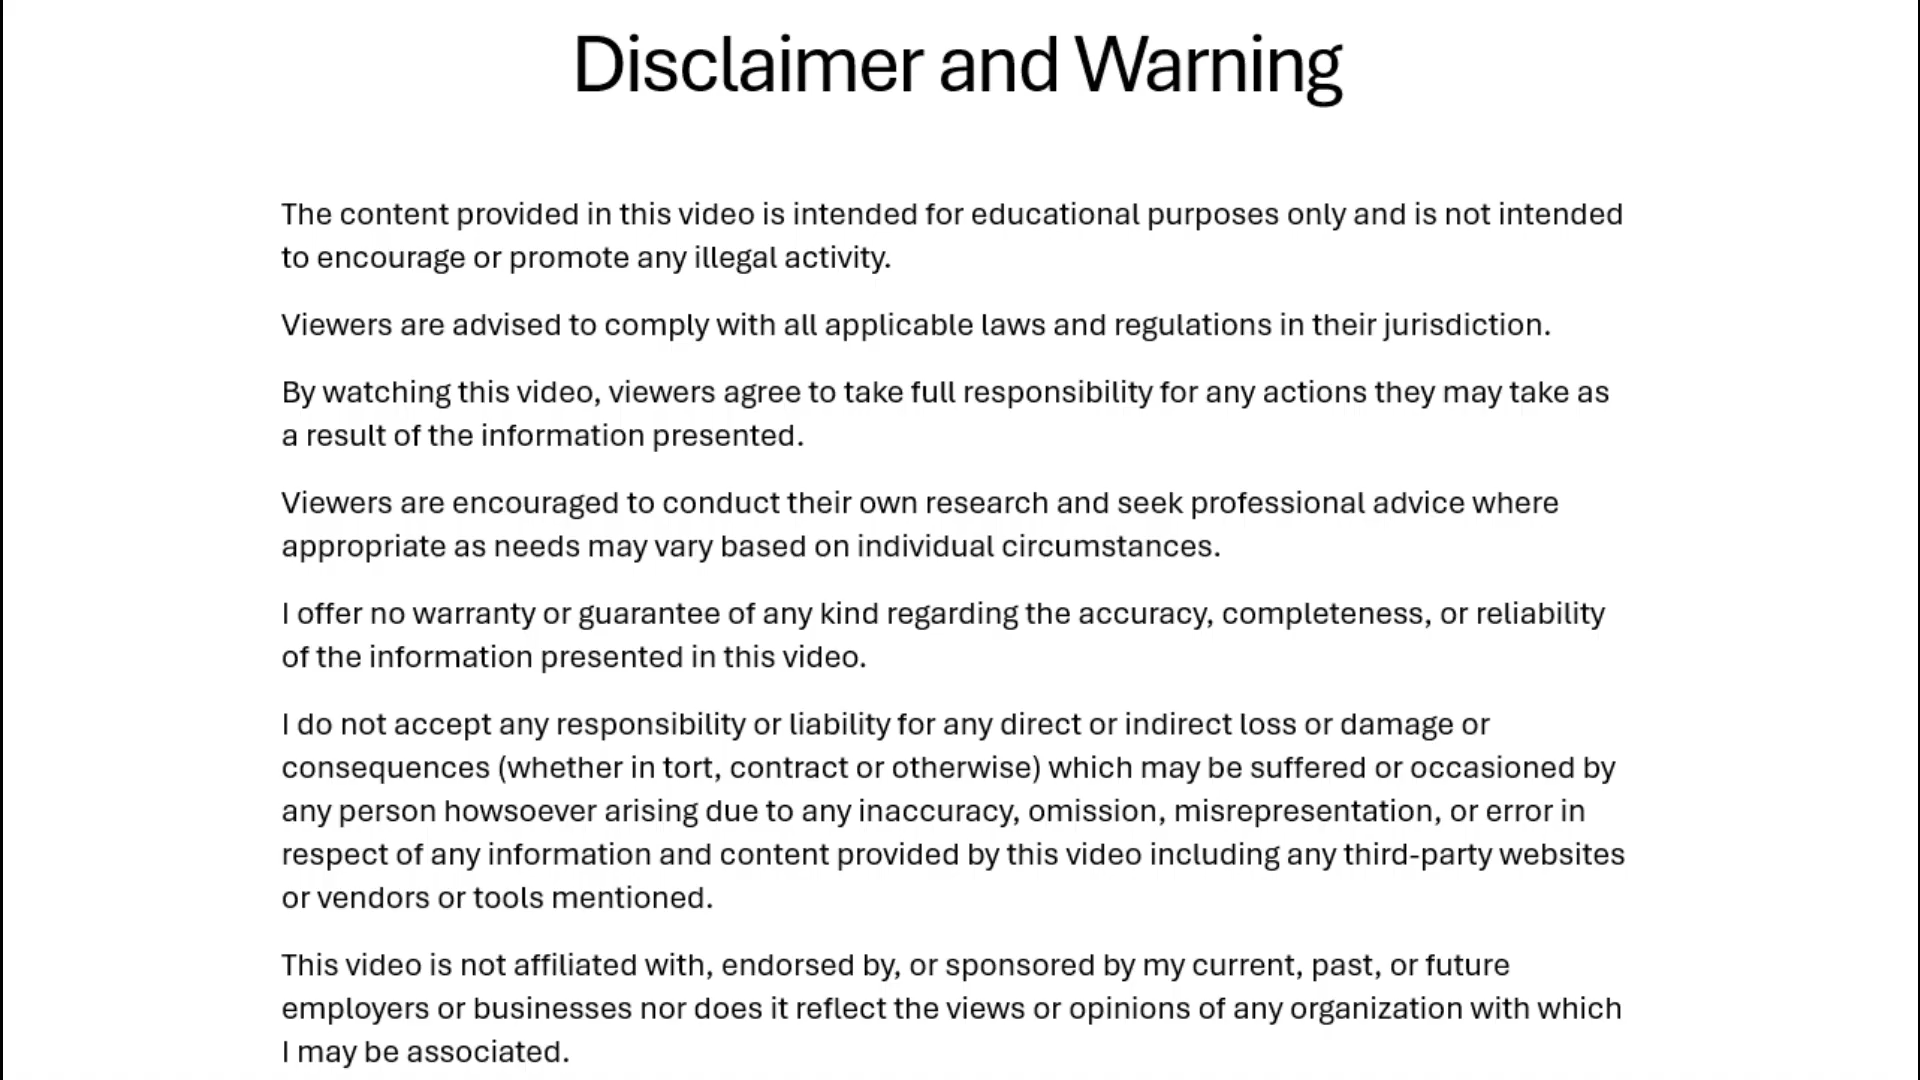 Disclaimer and Warning
The content provided in this video is intended for educational purposes only and is not intended
to encourage or promote any illegal activity.
Viewers are advised to comply with all applicable laws and regulations in their jurisdiction.
By watching this video, viewers agree to take full responsibility for any actions they may take as
a result of the information presented.
Viewers are encouraged to conduct their own research and seek professional advice where
appropriate as needs may vary based on individual circumstances.
I offer no warranty or guarantee of any kind regarding the accuracy, completeness, or reliability
of the information presented in this video.
I do not accept any responsibility or liability for any direct or indirect loss or damage or
consequences (whether in tort, contract or otherwise) which may be suffered or occasioned by
any person howsoever arising due to any inaccuracy, omission, misrepresentation, or error in
respect of any information and content provided by this video including any third-party websites
or vendors or tools mentioned.
This video is not affiliated with, endorsed by, or sponsored by my current, past, or future
employers or businesses nor does it reflect the views or opinions of any organization with which
I may be associated.